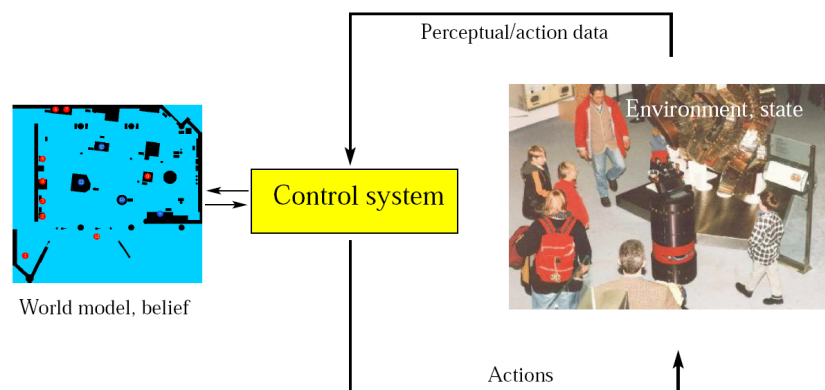 Perceptual/action data
Environment, state
Control system
World model, belief
Actions